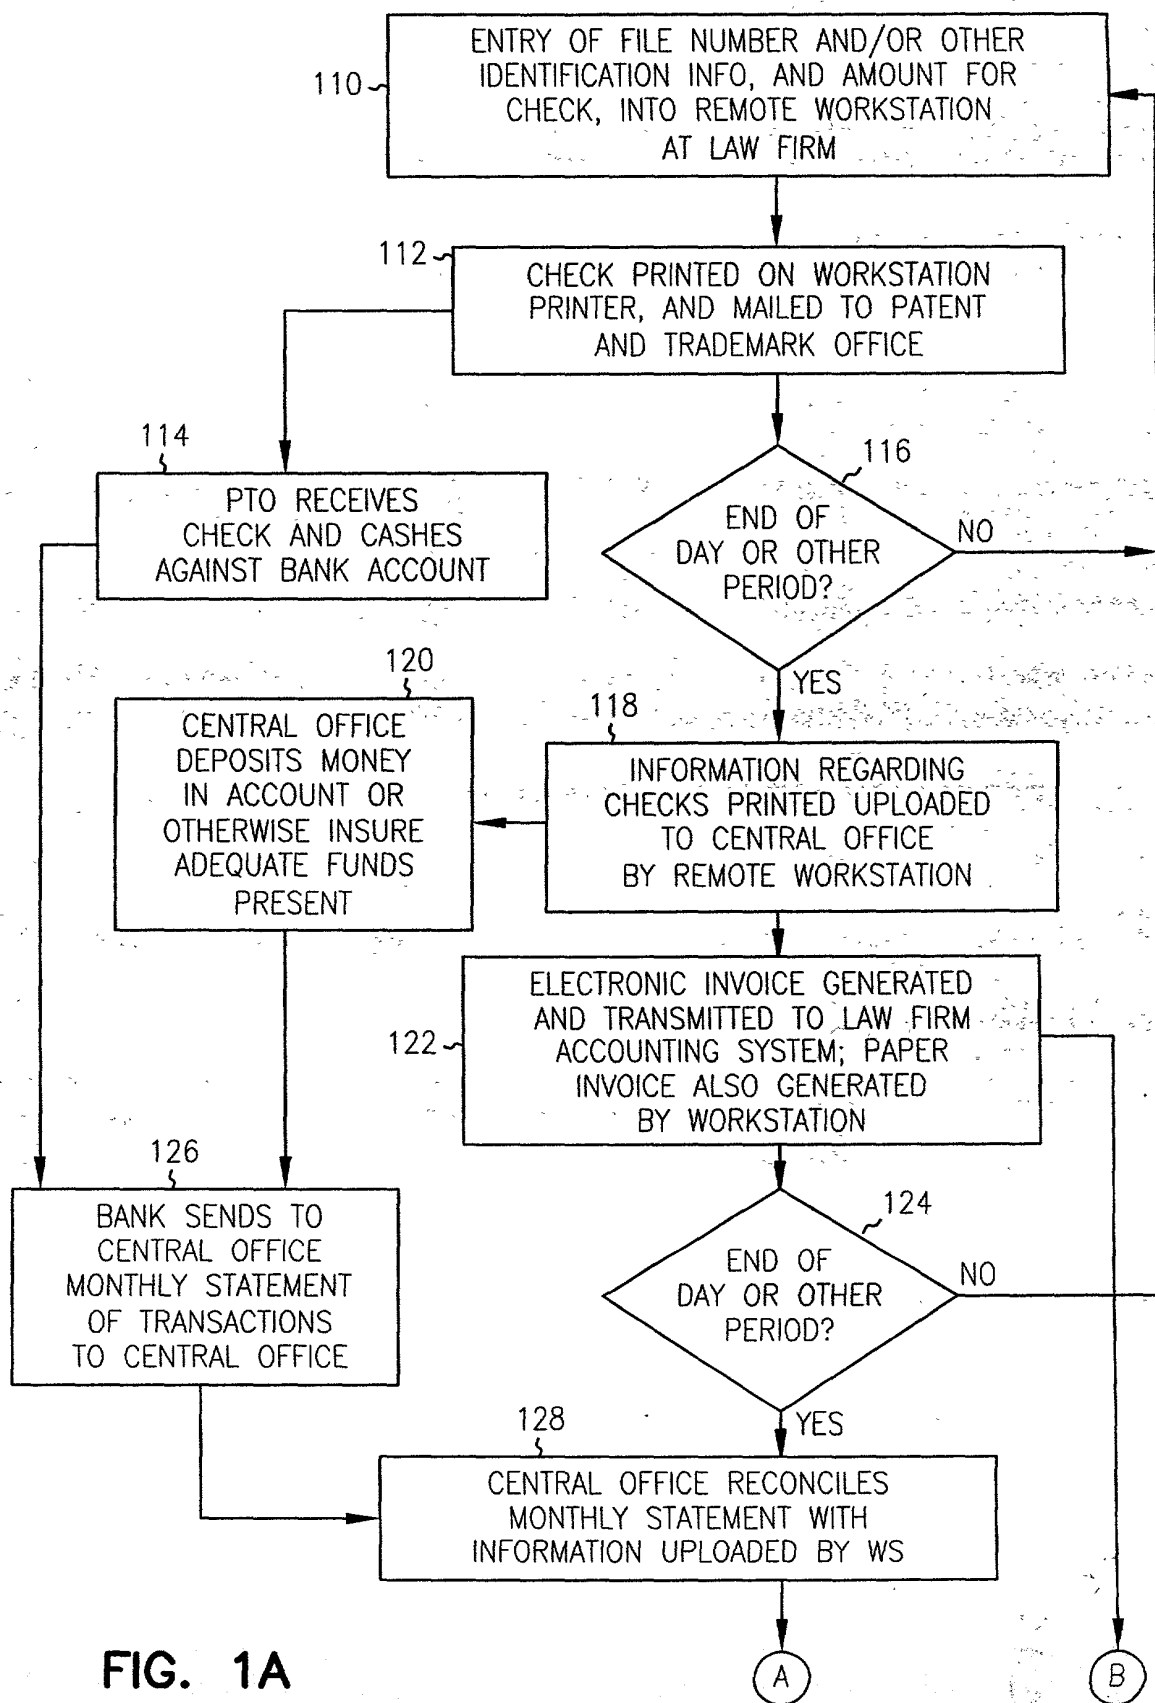 ENTRY OF FILE NUMBER AND/OR OTHER
IDENTIFICATION INFO, AND AMOUNT FOR
CHECK, INTO REMOTE WORKSTATION
AT LAW FIRM
110
112
CHECK PRINTED ON WORKSTATION
PRINTER, AND MAILED TO PATENT
AND TRADEMARK OFFICE
114
PTO RECEIVES
CHECK AND CASHES
AGAINST BANK ACCOUNT
116
END OF
DAY OR OTHER
PERIOD?
NO
YES
120
CENTRAL OFFICE
DEPOSITS MONEY
IN ACCOUNT OR
OTHERWISE INSURE
ADEQUATE FUNDS
PRESENT
118
INFORMATION REGARDING
CHECKS PRINTED UPLOADED
TO CENTRAL OFFICE
BY REMOTE WORKSTATION
122
ELECTRONIC INVOICE GENERATED
AND TRANSMITTED TO LAW FIRM
ACCOUNTING SYSTEM; PAPER
INVOICE ALSO GENERATED
BY WORKSTATION
126
BANK SENDS TO
CENTRAL OFFICE
MONTHLY STATEMENT
OF TRANSACTIONS
TO CENTRAL OFFICE
124
END OF
DAY OR OTHER
PERIOD?
NO
YES
128
CENTRAL OFFICE RECONCILES
MONTHLY STATEMENT WITH
INFORMATION UPLOADED BY WS
FIG. 1A
A
B